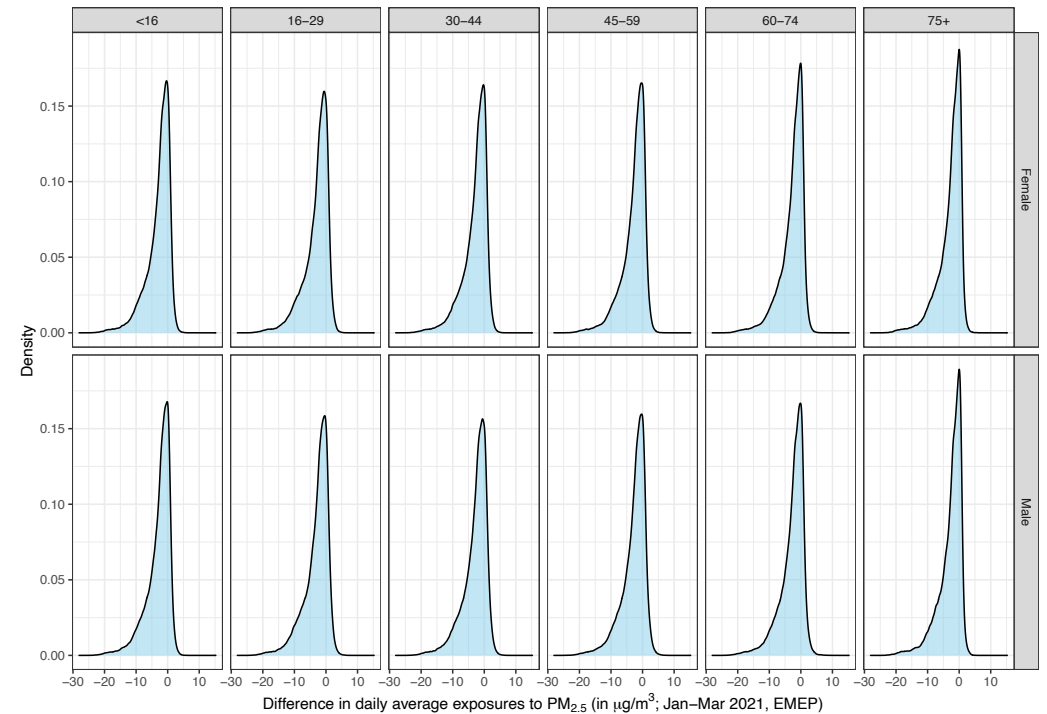 <16 16–29 30–44 45–59 60–74 75+
0.15
0.10
0.05
0.00
Female
0.15
0.10
0.05
0.00
Male
Density
−30 −20 −10 0 10 −30 −20 −10 0 10 −30 −20 −10 0 10 −30 −20 −10 0 10 −30 −20 −10 0 10 −30 −20 −10 0 10
Difference in daily average exposures to PM2.5 (in μg/m³; Jan−Mar 2021, EMEP)